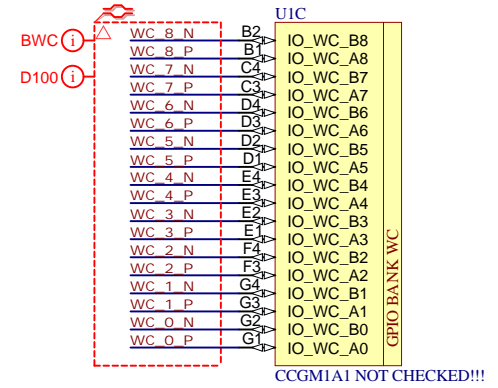 U1C
BWC i
D100 i
WC_8_N B2 IO_WC_B8
WC_8_P B1 IO_WC_A8
WC_7_N C4 IO_WC_B7
WC_7_P C3 IO_WC_A7
WC_6_N D4 IO_WC_B6
WC_6_P D3 IO_WC_A6
WC_5_N D2 IO_WC_B5
WC_5_P D1 IO_WC_A5
WC_4_N E4 IO_WC_B4
WC_4_P E3 IO_WC_A4
WC_3_N E2 IO_WC_B3
WC_3_P E1 IO_WC_A3
WC_2_N F4 IO_WC_B2
WC_2_P F3 IO_WC_A2
WC_1_N G4 IO_WC_B1
WC_1_P G3 IO_WC_A1
WC_0_N G2 IO_WC_B0
WC_0_P G1 IO_WC_A0
GPIO BANK WC
CCGM1A1 NOT CHECKED!!!